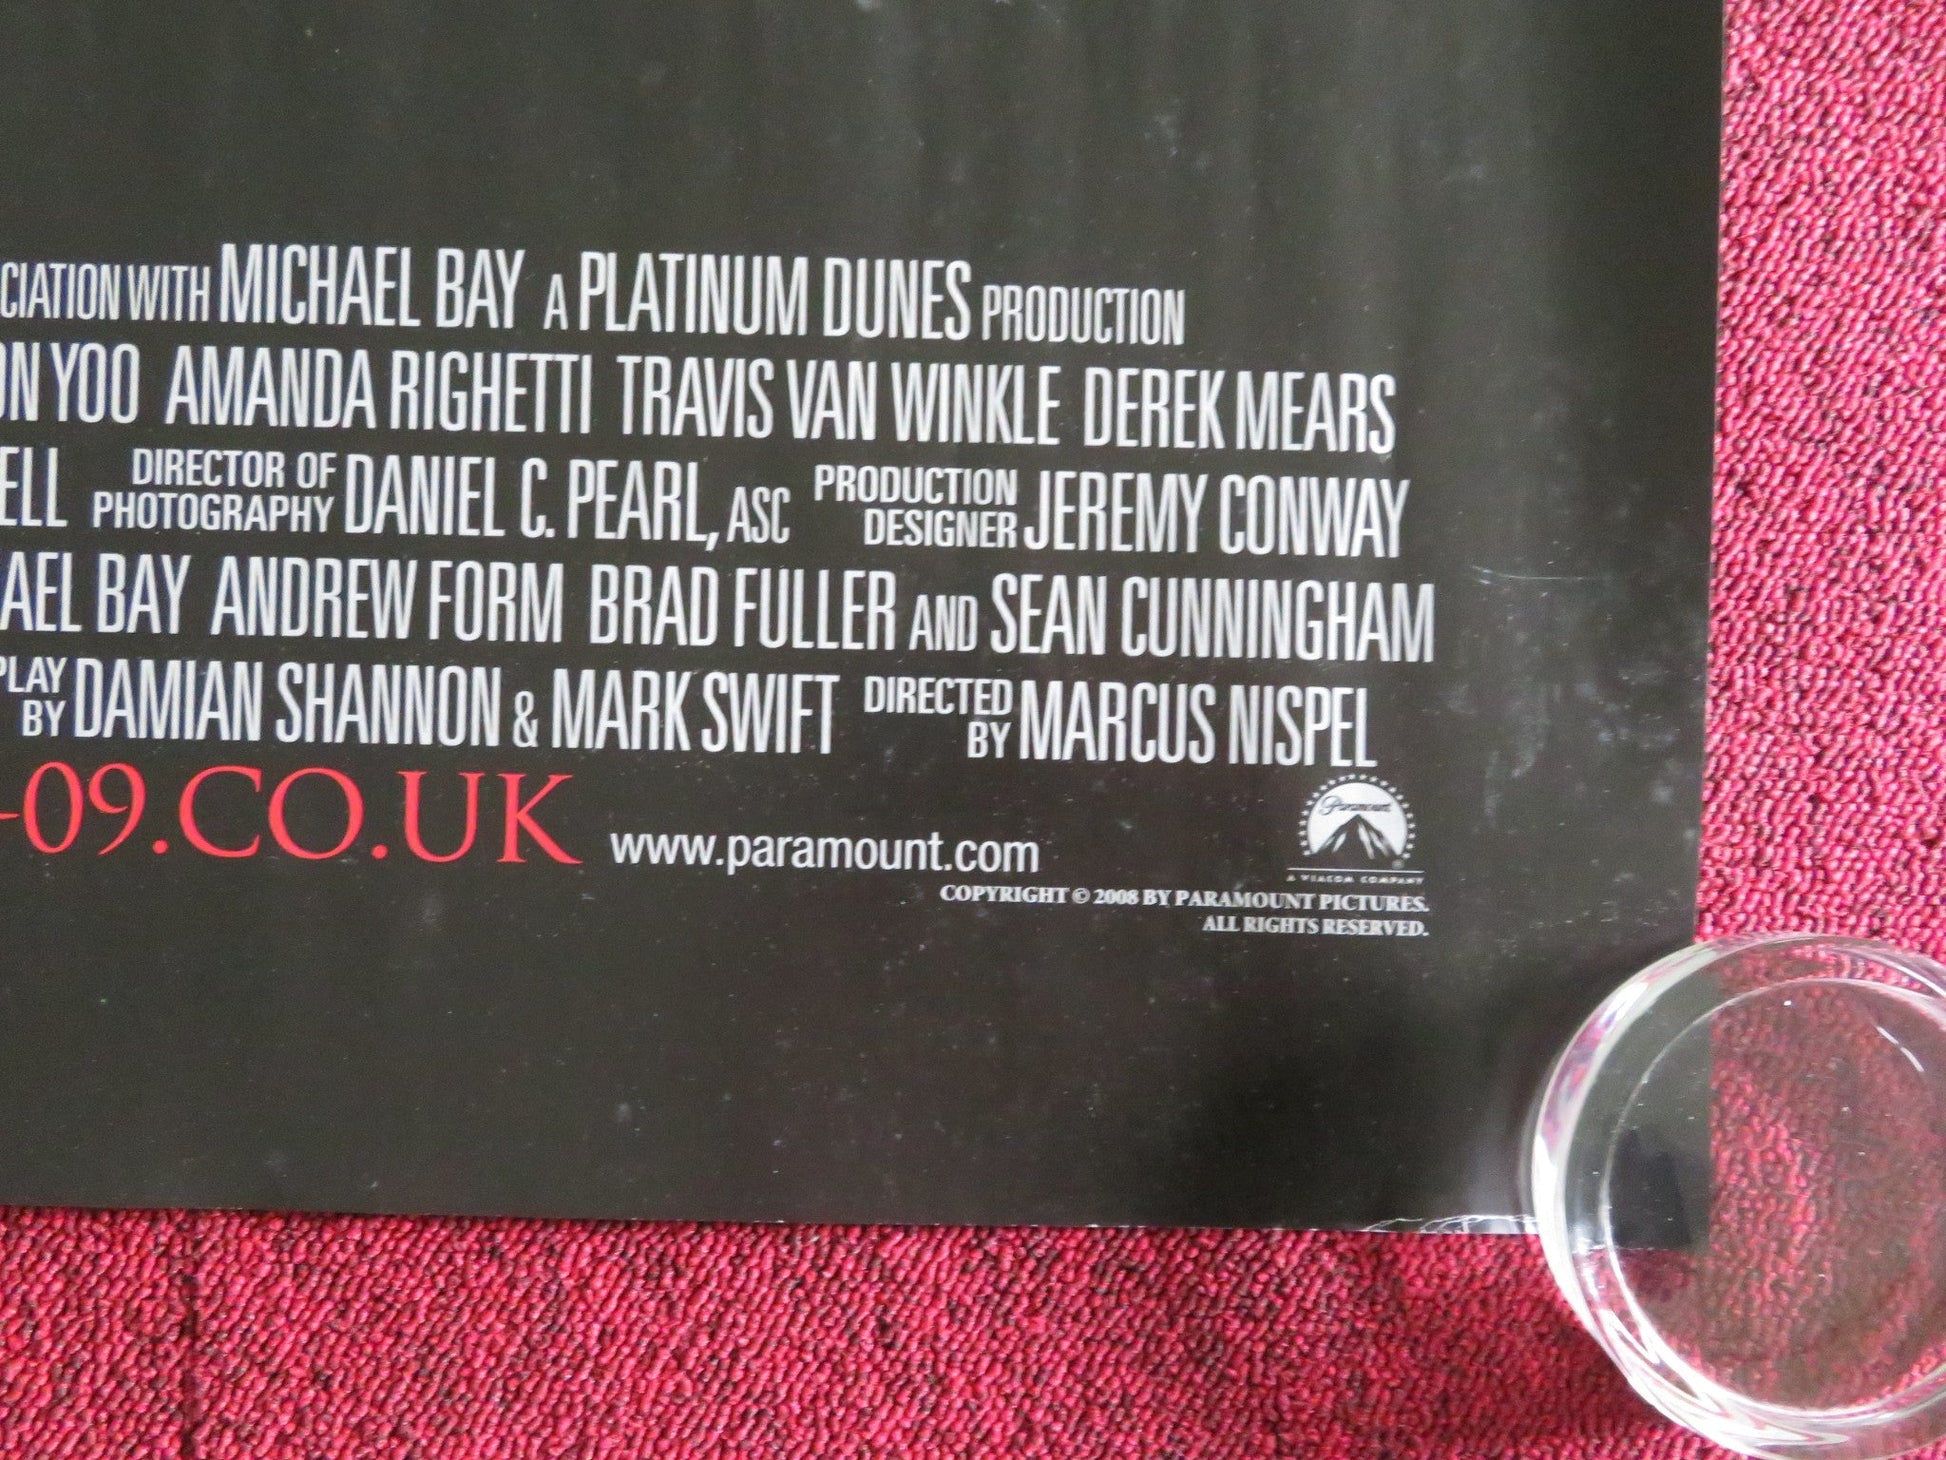 CIATION WITH MICHAEL BAY A PLATINUM DUNES PRODUCTION
ON YOO AMANDA RIGHETTI TRAVIS VAN WINKLE DEREK MEARS
ELL DIRECTOR OF PHOTOGRAPHY DANIEL C. PEARL, ASC PRODUCTION DESIGNER JEREMY CONWAY
AEL BAY ANDREW FORM BRAD FULLER AND SEAN CUNNINGHAM
PLAY BY DAMIAN SHANNON & MARK SWIFT DIRECTED BY MARCUS NISPEL
-09.CO.UK www.paramount.com
Paramount
A VIACOM COMPANY
COPYRIGHT © 2008 BY PARAMOUNT PICTURES.
ALL RIGHTS RESERVED.